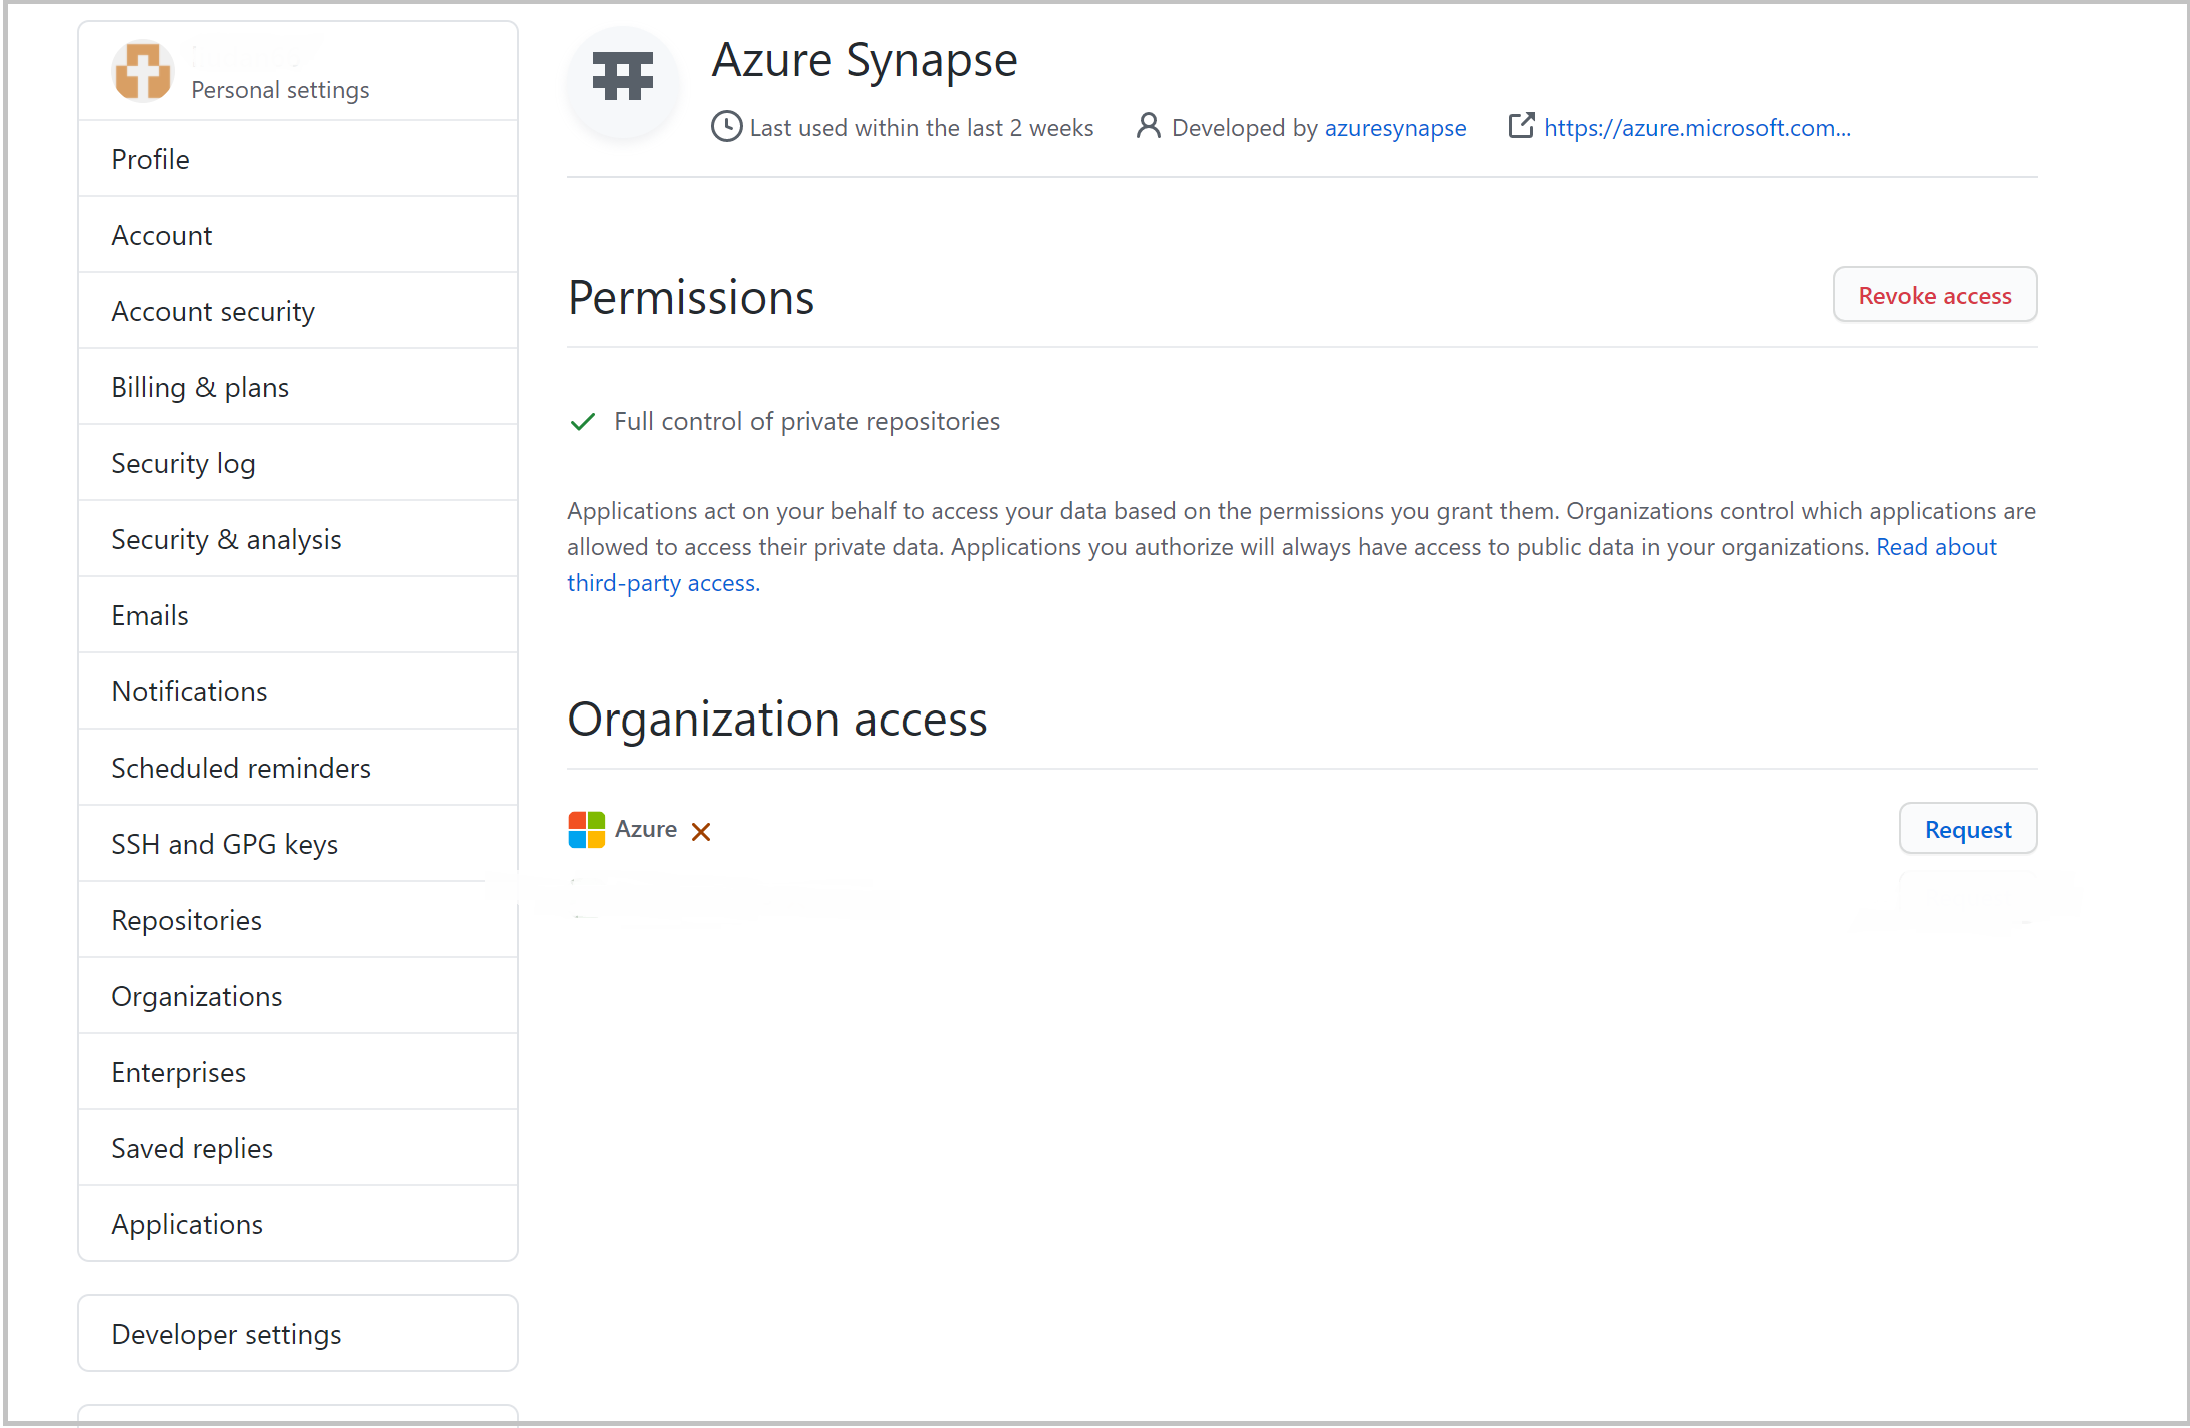 Personal settings
Profile
Account
Account security
Billing & plans
Security log
Security & analysis
Emails
Notifications
Scheduled reminders
SSH and GPG keys
Repositories
Organizations
Enterprises
Saved replies
Applications
Developer settings
Azure Synapse
Last used within the last 2 weeks Developed by azuresynapse https://azure.microsoft.com...
Permissions Revoke access
Full control of private repositories
Applications act on your behalf to access your data based on the permissions you grant them. Organizations control which applications are
allowed to access their private data. Applications you authorize will always have access to public data in your organizations. Read about
third-party access.
Organization access
Azure Request